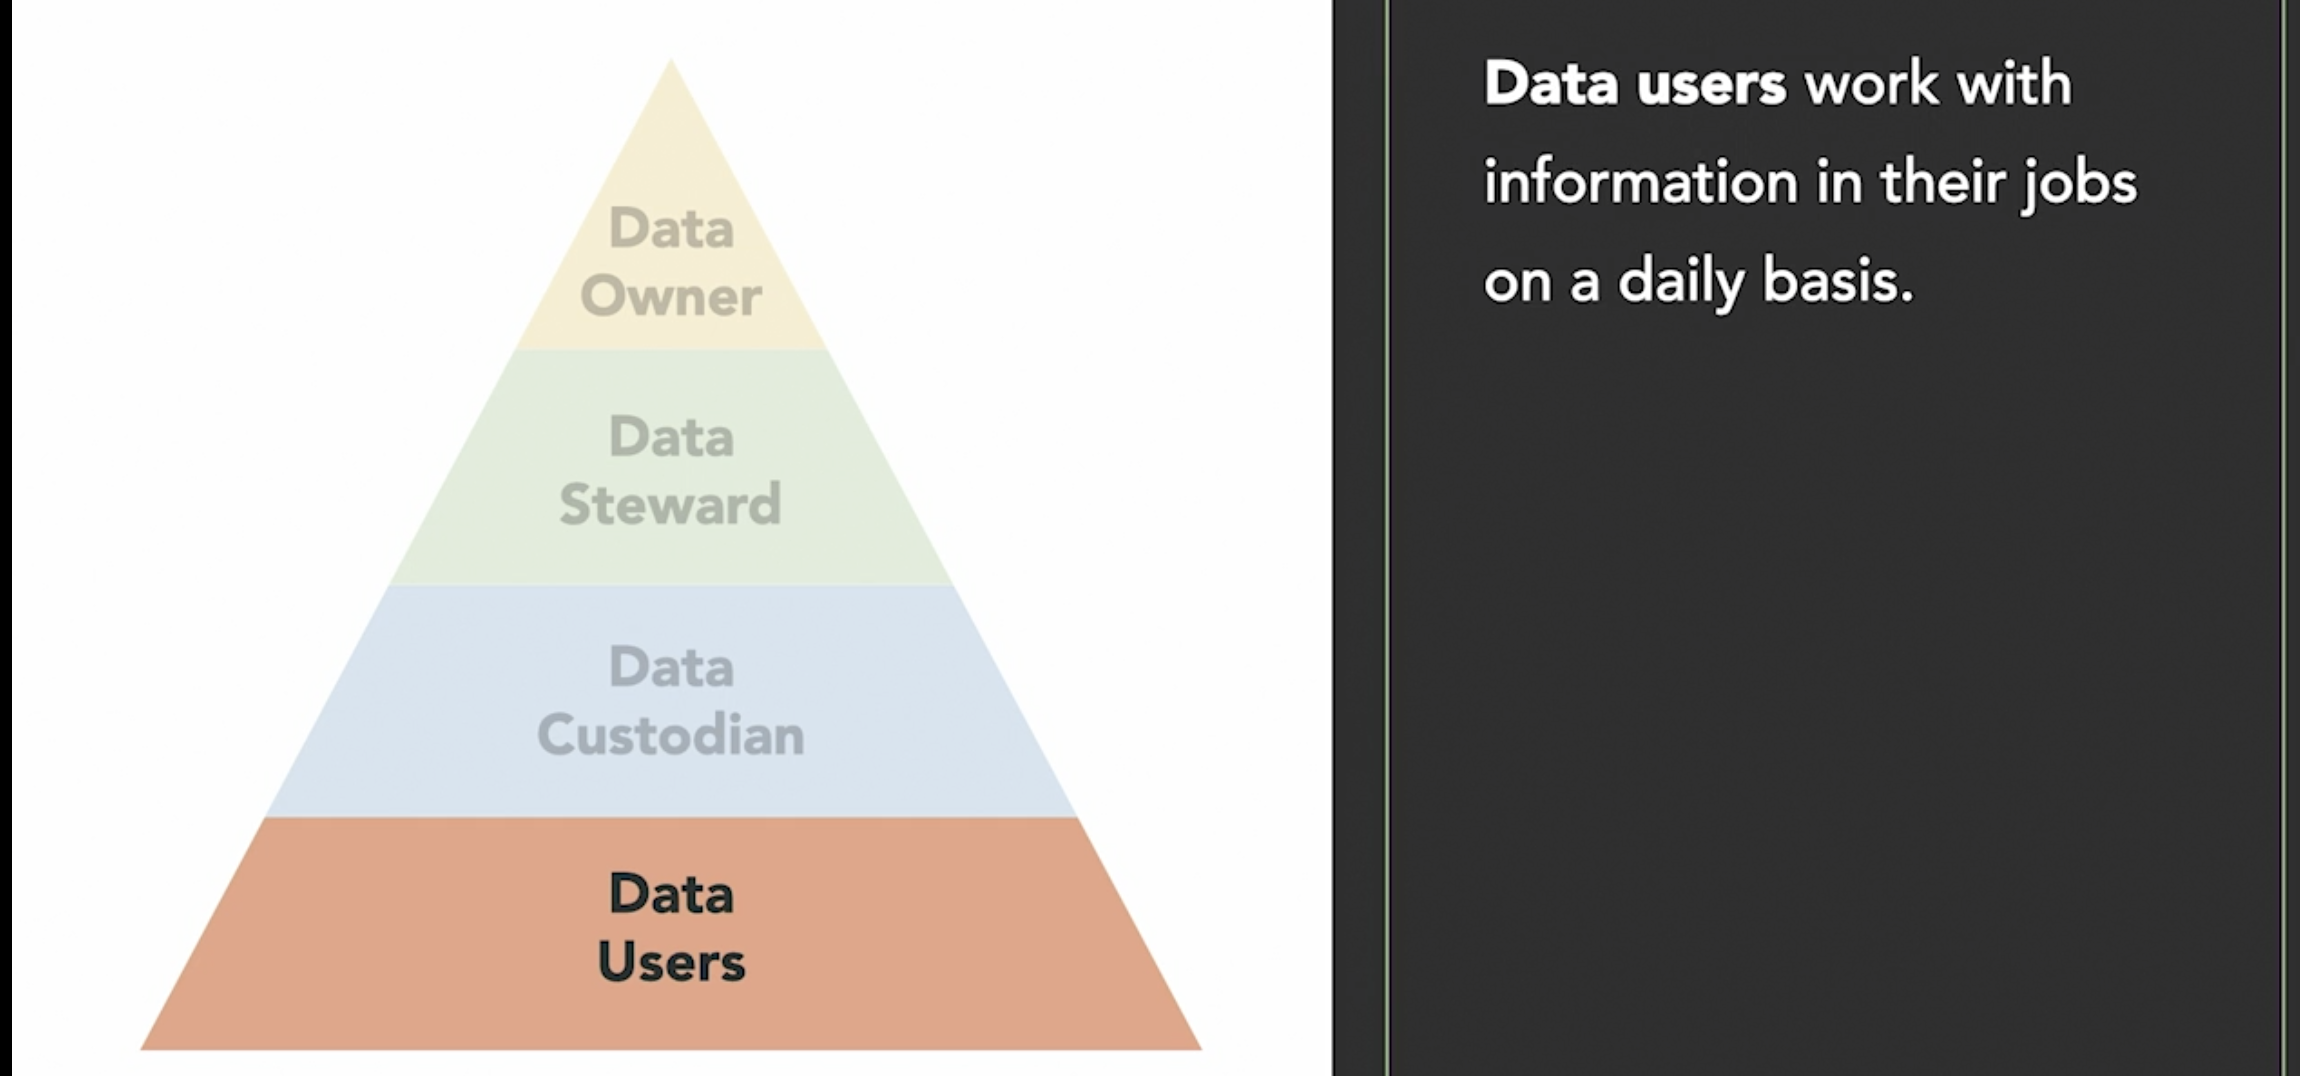 Data
Owner
Data
Steward
Data
Custodian
Data
Users
Data users work with
information in their jobs
on a daily basis.